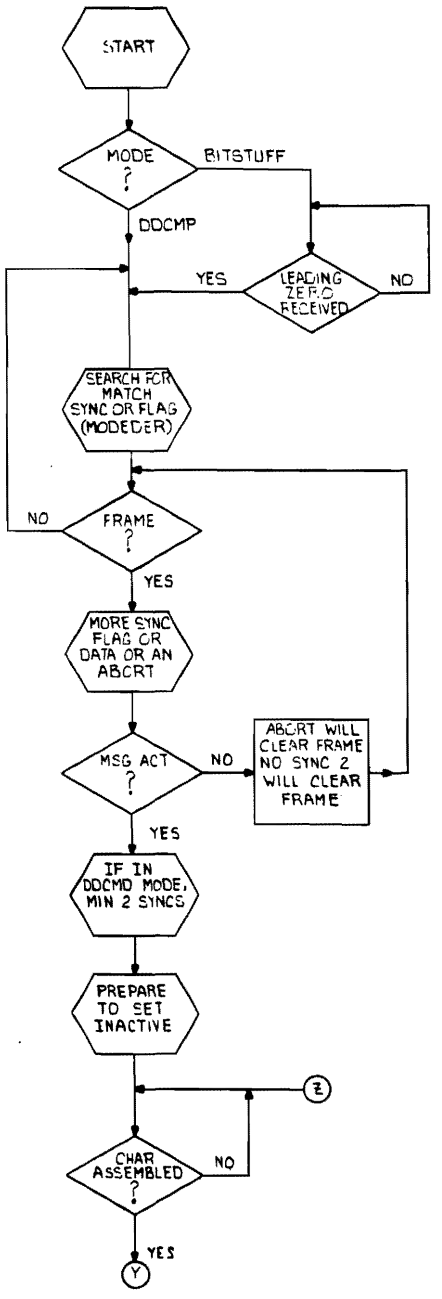 START
MODE
?
BITSTUFF
DDCMP
LEADING
ZERO
RECEIVED
YES
NO
SEARCH FOR
MATCH
SYNC OR FLAG
(MODEDER)
FRAME
?
NO
YES
MORE SYNC
FLAG OR
DATA OR AN
ABORT
MSG ACT
?
NO
ABORT WILL
CLEAR FRAME
NO SYNC 2
WILL CLEAR
FRAME
YES
IF IN
DDCMD MODE,
MIN 2 SYNCS
PREPARE
TO SET
INACTIVE
Z
CHAR
ASSEMBLED
?
NO
YES
Y